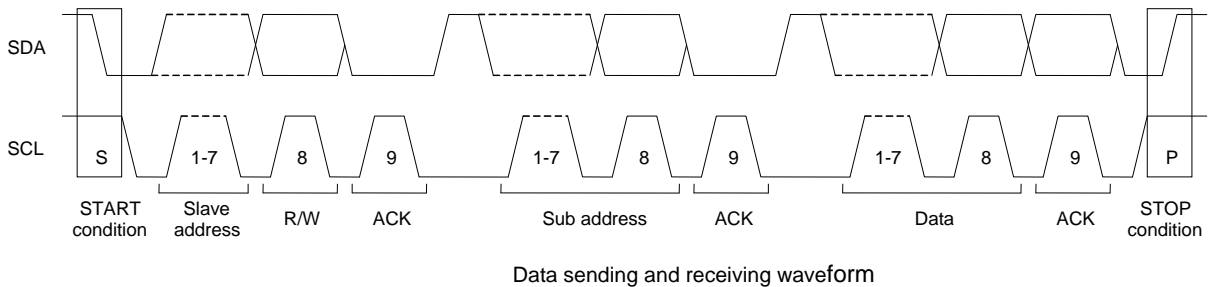 SDA
SCL
S 1-7 8 9 1-7 8 9 1-7 8 9 P
START condition
Slave address
R/W
ACK
Sub address
ACK
Data
ACK
STOP condition
Data sending and receiving waveform